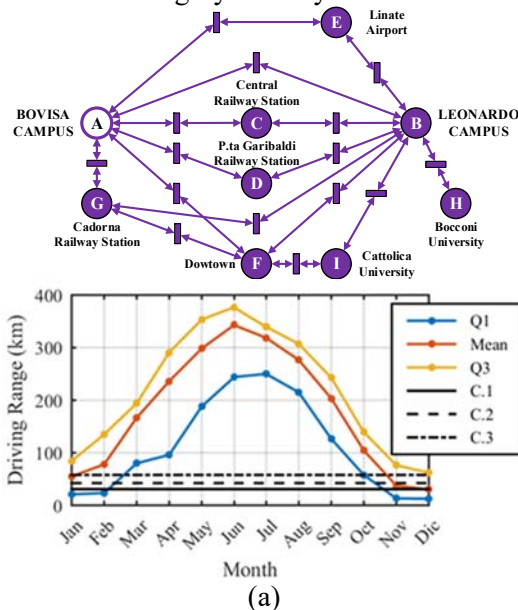 E
Linate
Airport
Central
Railway Station
BOVISA
CAMPUS
A
C
B
LEONARDO
CAMPUS
P.ta Garibaldi
Railway Station
D
G
H
Cadorna
Railway Station
Bocconi
University
Dowtown
F
I
Cattolica
University
400
300
200
100
0
Driving Range (km)
Q1
Mean
Q3
C.1
C.2
C.3
Jan
Feb
Mar
Apr
May
Jun
Jul
Aug
Sep
Oct
Nov
Dic
Month
(a)